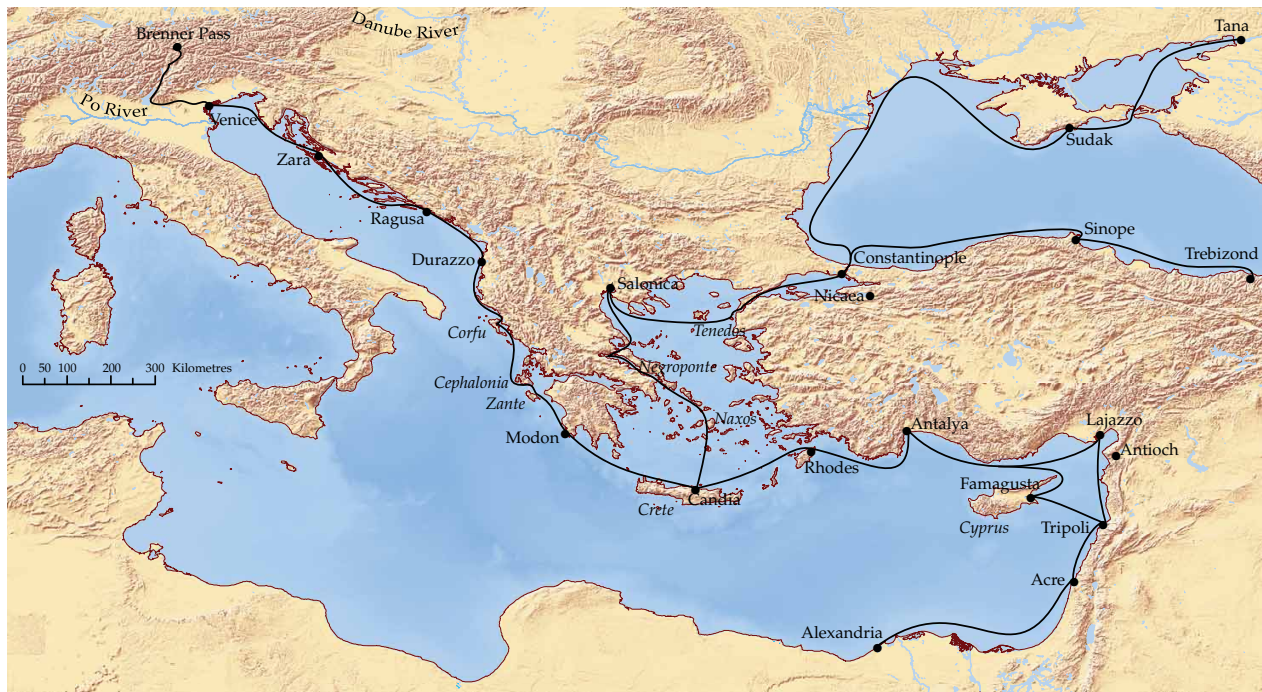 Tana
Danube River
Brenner Pass
Po River
Venice
Sudak
Zara
Ragusa
Sinope
Durazzo
Constantinople
Trebizond
Salonica
Nicaea
Corfu
Tenedos
0 50 100 200 300 Kilometres
Negroponte
Cephalonia
Zante
Naxos
Modon
Antalya
Lajazzo
Antioch
Rhodes
Famagusta
Candia
Crete
Cyprus
Tripoli
Acre
Alexandria